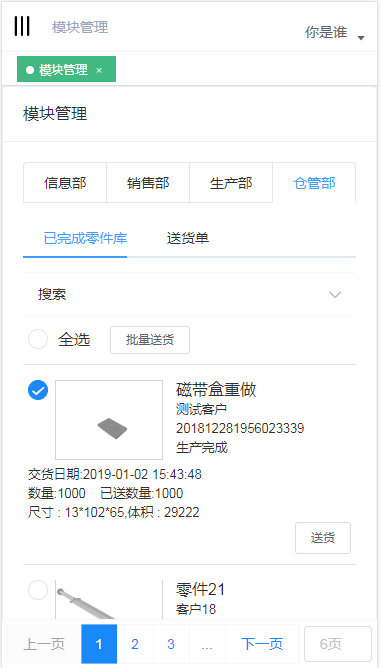 模块管理
你是谁
模块管理 ×
模块管理
信息部 销售部 生产部 仓管部
已完成零件库 送货单
搜索
全选 批量送货
磁带盒重做
测试客户
201812281956023339
生产完成
交货日期:2019-01-02 15:43:48
数量:1000 已送数量:1000
尺寸 : 13*102*65,体积 : 29222
送货
零件21
客户18
上一页 1 2 3 ... 下一页 6页